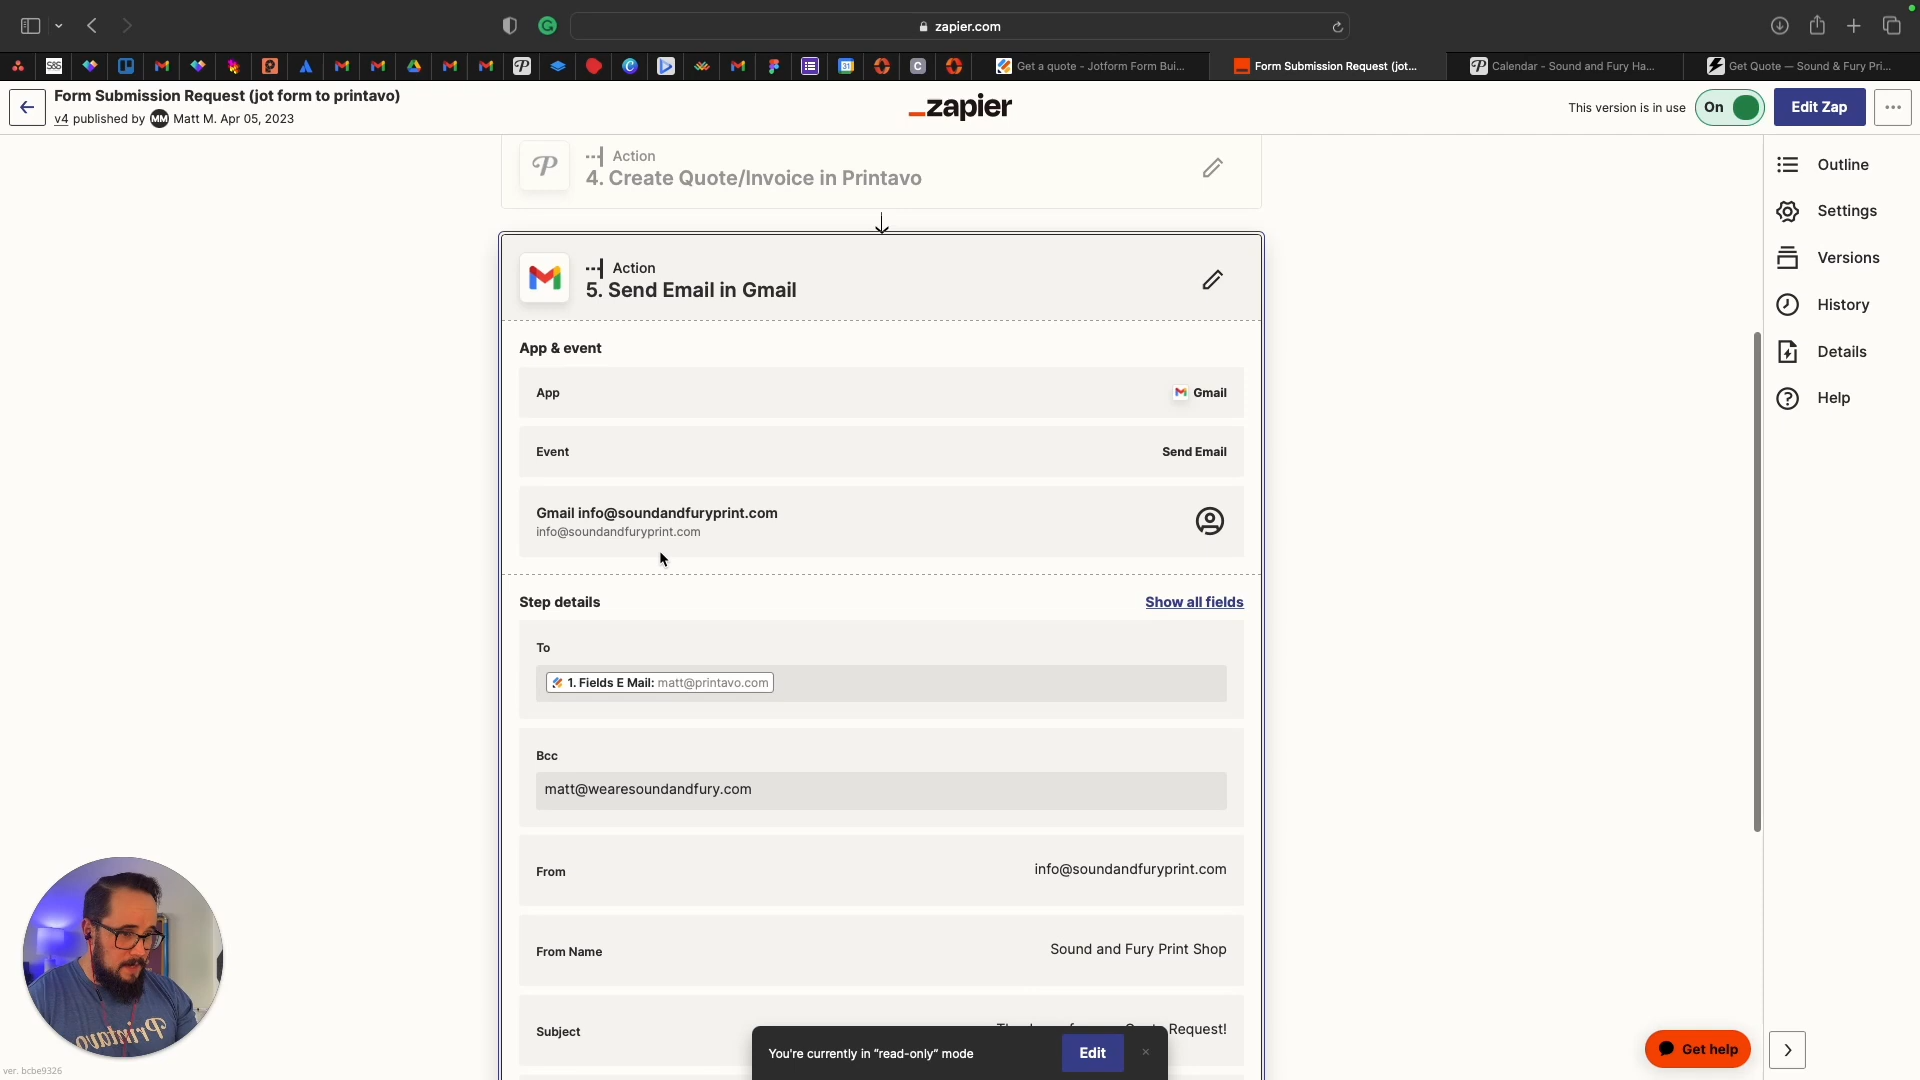 zapier.com
S&S
31
C
Get a quote - Jotform Form Bui...
Form Submission Request (jot...
Calendar - Sound and Fury Ha...
Get Quote — Sound & Fury Pri...
Form Submission Request (jot form to printavo)
v4 published by MM Matt M. Apr 05, 2023
zapier
This version is in use
On
Edit Zap
Action
4. Create Quote/Invoice in Printavo
Outline
Settings
Versions
History
Details
Help
Action
5. Send Email in Gmail
App & event
App
Gmail
Event
Send Email
Gmail info@soundandfuryprint.com
info@soundandfuryprint.com
Step details
Show all fields
To
1. Fields E Mail: matt@printavo.com
Bcc
matt@wearesoundandfury.com
From
info@soundandfuryprint.com
From Name
Sound and Fury Print Shop
Subject
Request!
You're currently in “read-only” mode
Edit
Get help
Printavo
ver. bcbe9326